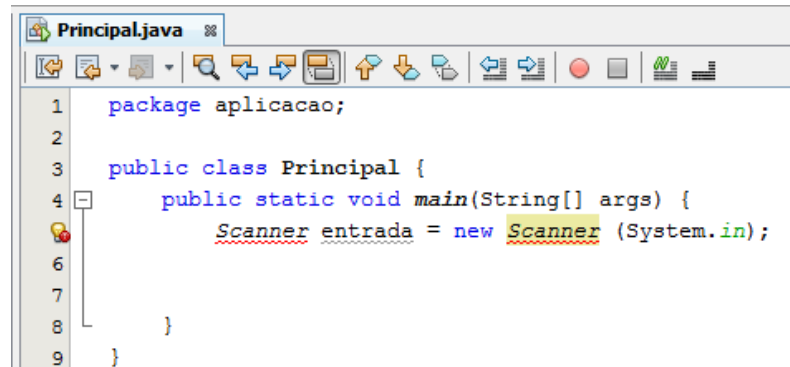 Principal.java
1 package aplicacao;
2
3 public class Principal {
4 public static void main(String[] args) {
Scanner entrada = new Scanner (System.in);
6
7
8 }
9 }